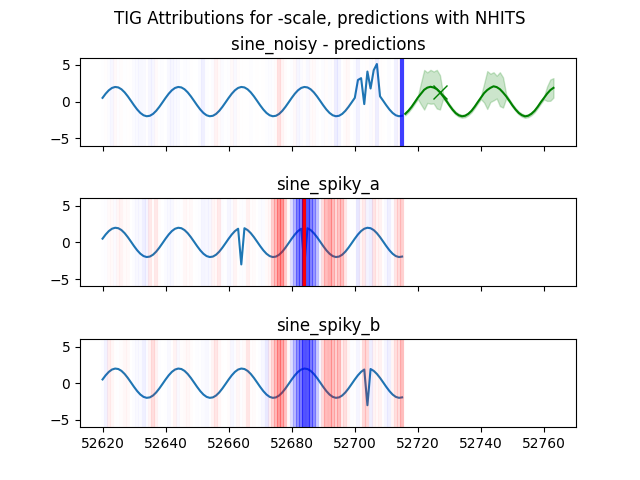 TIG Attributions for -scale, predictions with NHITS
sine_noisy - predictions
5
0
−5
sine_spiky_a
5
0
−5
sine_spiky_b
5
0
−5
52620 52640 52660 52680 52700 52720 52740 52760